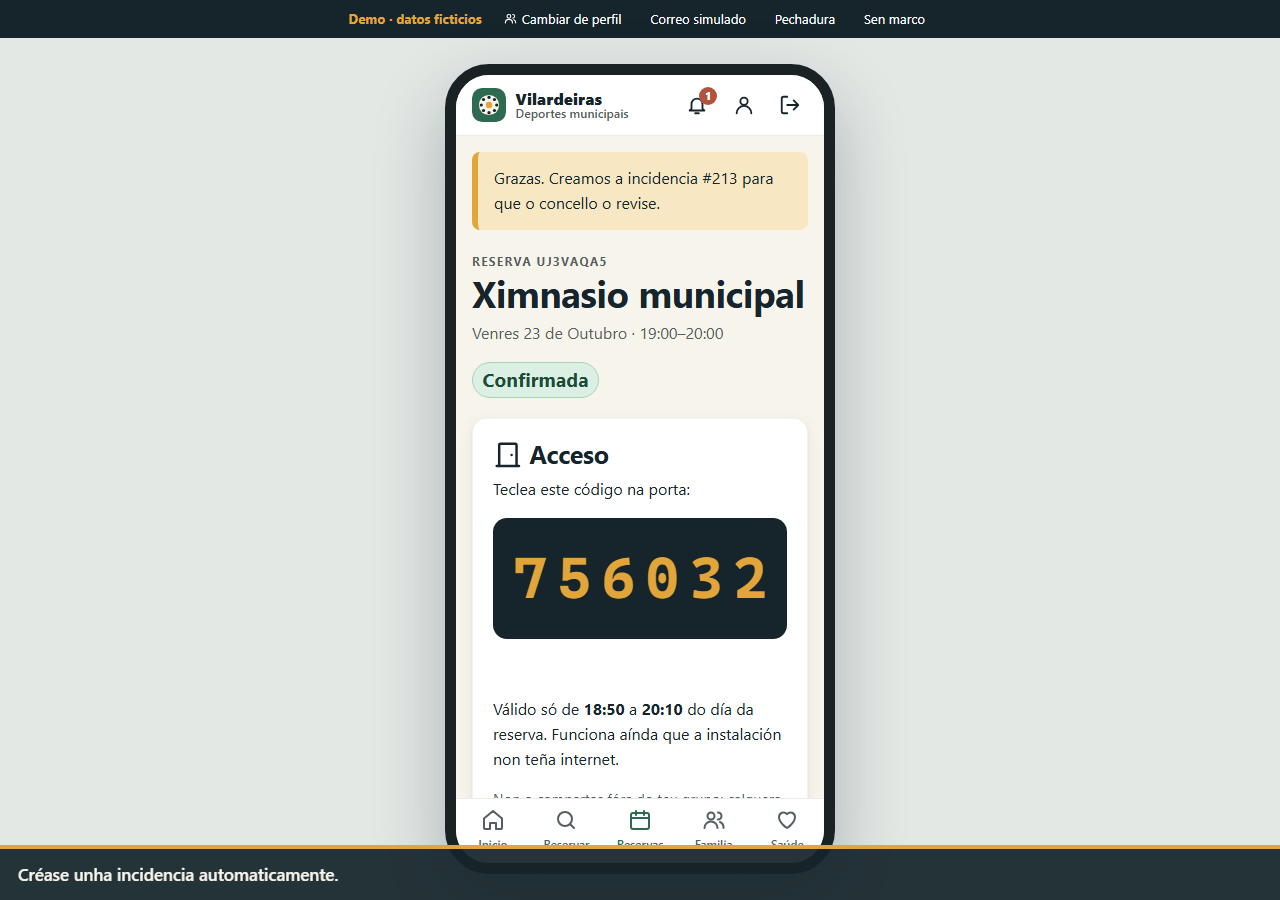 Demo · datos ficticios
Cambiar de perfil
Correo simulado
Pechadura
Sen marco
Vilardeiras
Deportes municipais
1
Grazas. Creamos a incidencia #213 para
que o concello o revise.
RESERVA UJ3VAQA5
Ximnasio municipal
Venres 23 de Outubro · 19:00–20:00
Confirmada
Acceso
Teclea este código na porta:
756032
Válido só de 18:50 a 20:10 do día da
reserva. Funciona aínda que a instalación
non teña internet.
Inicio
Reservar
Reservas
Familia
Saúde
Créase unha incidencia automaticamente.